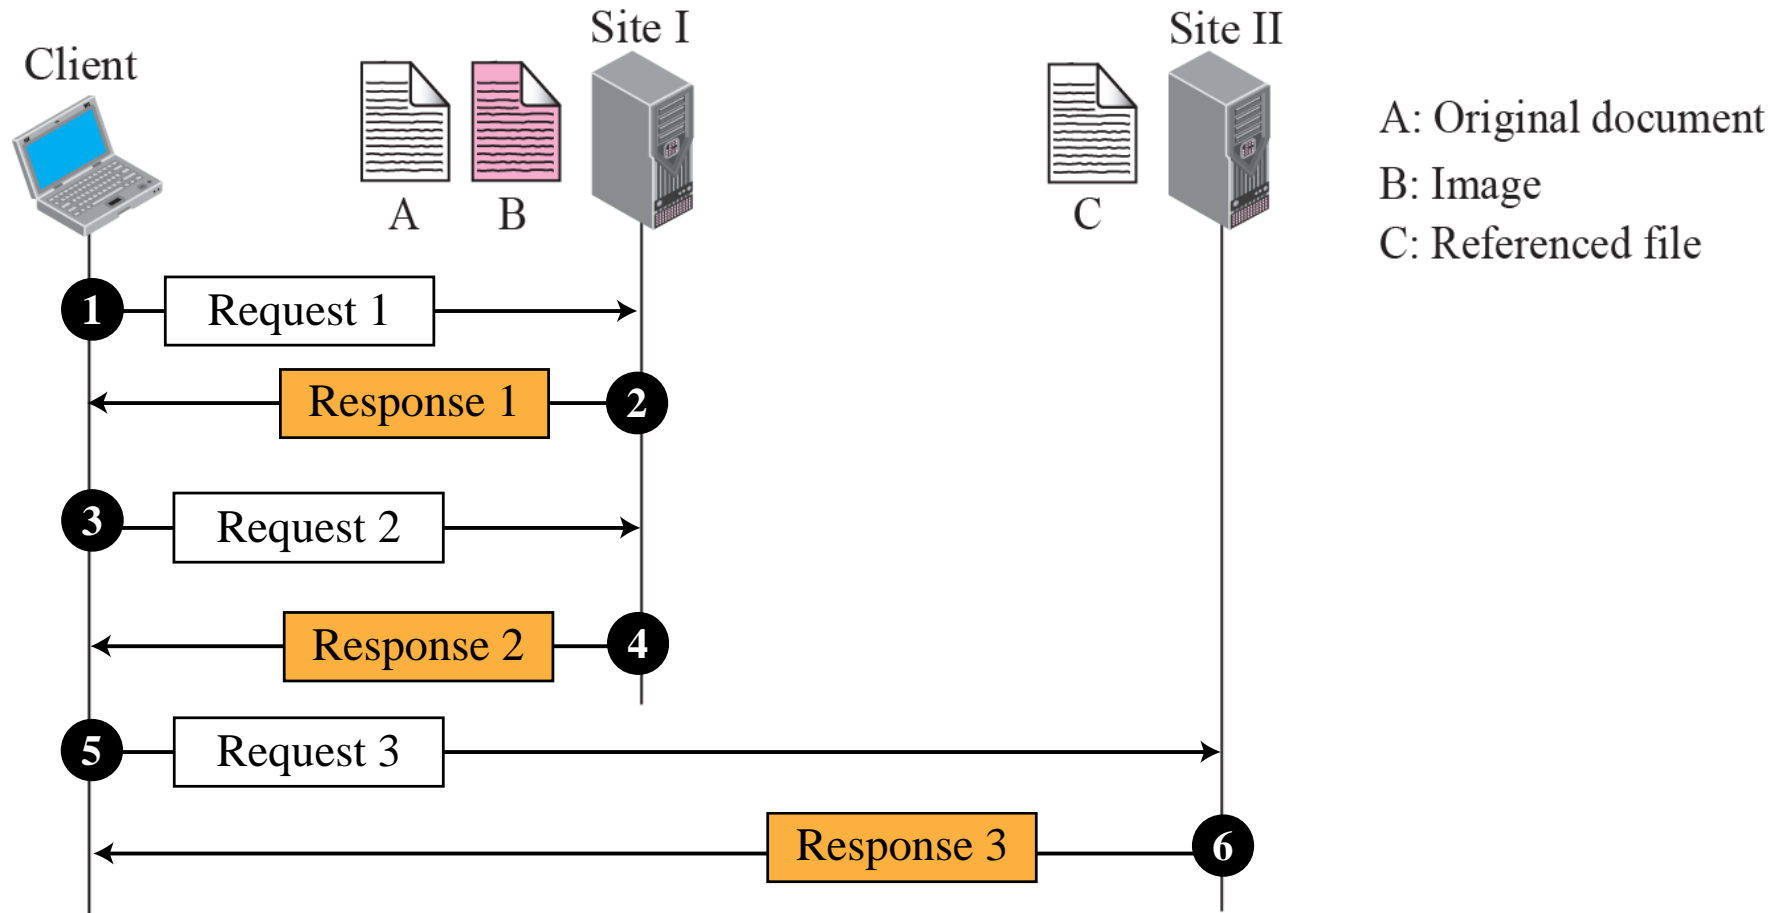 Client
Site I
Site II
A
B
C
A: Original document
B: Image
C: Referenced file
1
Request 1
Response 1
2
3
Request 2
Response 2
4
5
Request 3
Response 3
6